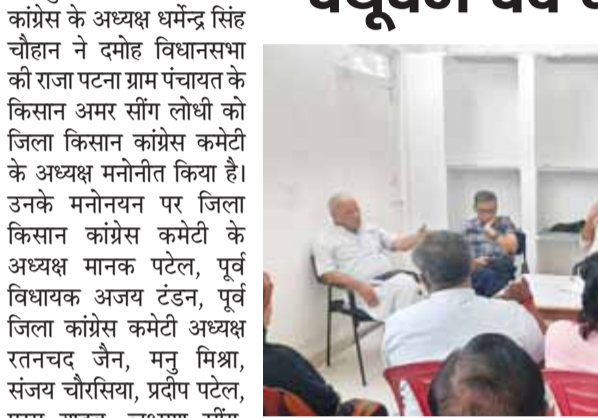 कांग्रेस के अध्यक्ष धर्मेन्द्र सिंह
चौहान ने दमोह विधानसभा
की राजा पटना ग्राम पंचायत के
किसान अमर सींग लोधी को
जिला किसान कांग्रेस कमेटी
के अध्यक्ष मनोनीत किया है।
उनके मनोनयन पर जिला
किसान कांग्रेस कमेटी के
अध्यक्ष मानक पटेल, पूर्व
विधायक अजय टंडन, पूर्व
जिला कांग्रेस कमेटी अध्यक्ष
रतनचद जैन, मनु मिश्रा,
संजय चौरसिया, प्रदीप पटेल,